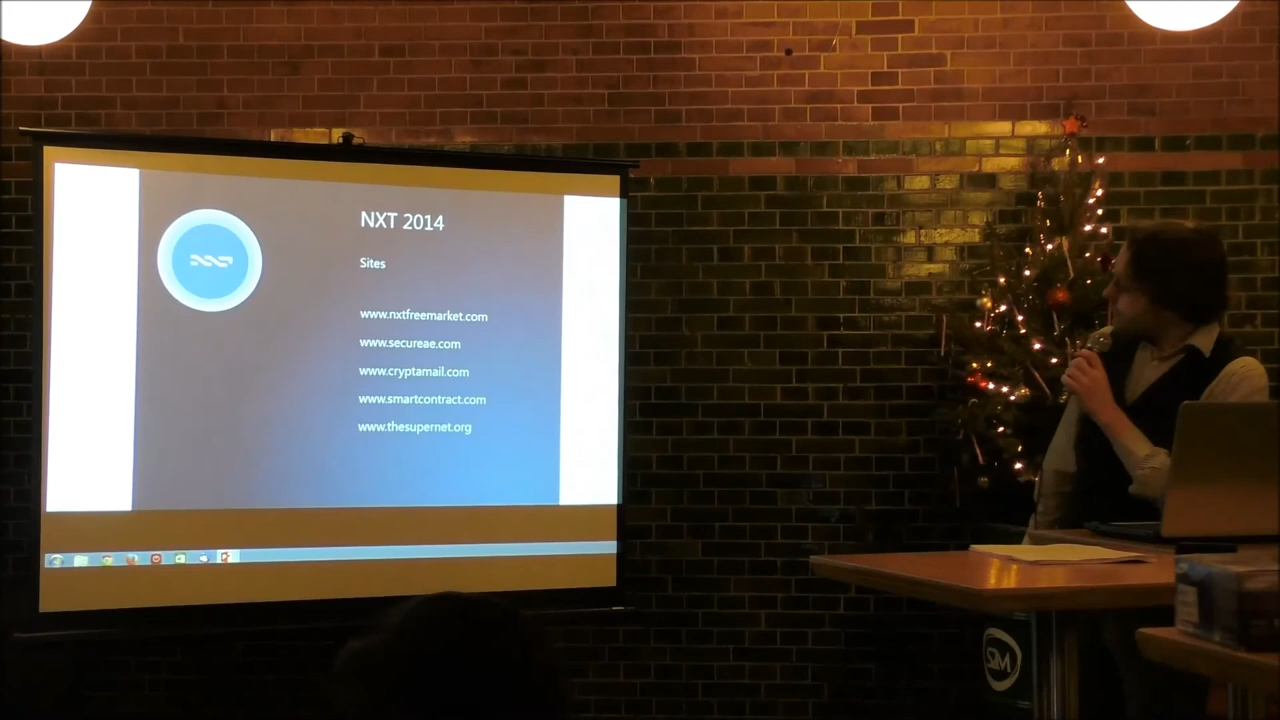 NXT 2014
Sites
www.nxtfreemarket.com
www.secureae.com
www.cryptamail.com
www.smartcontract.com
www.thesupernet.org